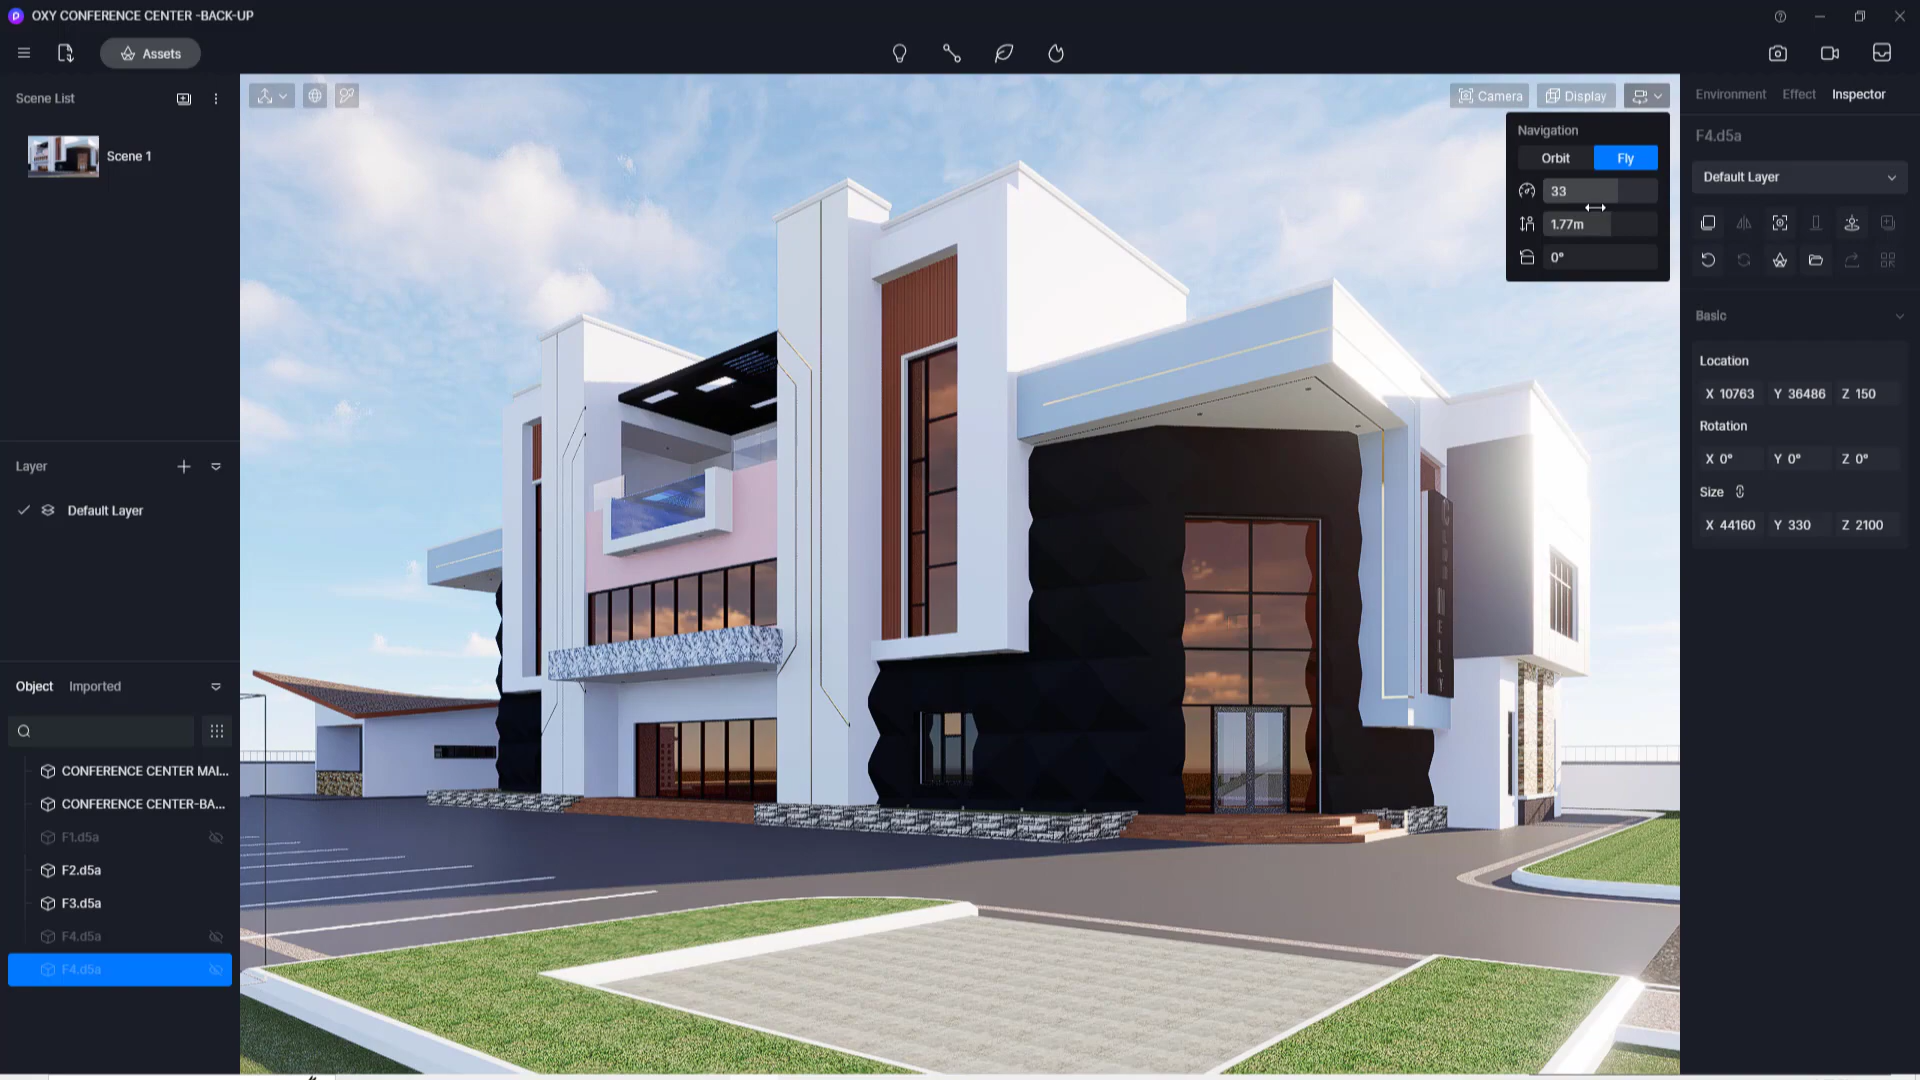 OXY CONFERENCE CENTER -BACK-UP
Assets
Scene List
Scene 1
Layer
Default Layer
Object Imported
CONFERENCE CENTER MAI...
CONFERENCE CENTER-BA...
F1.d5a
F2.d5a
F3.d5a
F4.d5a
F4.d5a
Camera
Display
Navigation
Orbit Fly
33
1.77m
0°
Environment Effect Inspector
F4.d5a
Default Layer
Basic
Location
X 10763 Y 36486 Z 150
Rotation
X 0° Y 0° Z 0°
Size
X 44160 Y 330 Z 2100